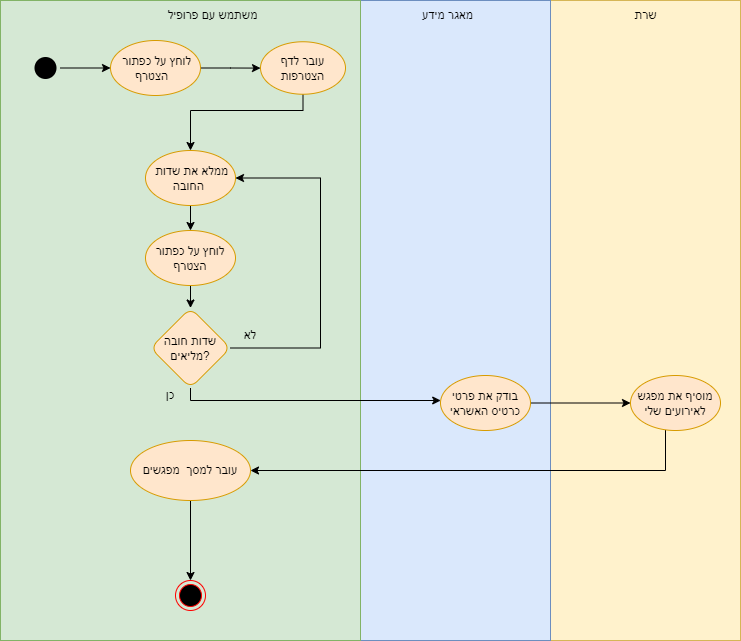 משתמש עם פרופיל
מאגר מידע
שרת
לוחץ על כפתור
הצטרף
עובר לדף
הצטרפות
ממלא את שדות
החובה
לוחץ על כפתור
הצטרף
שדות חובה
מליאים?
לא
כן
בודק את פרטי
כרטיס האשראי
מוסיף את מפגש
לאירועים שלי
עובר למסך מפגשים